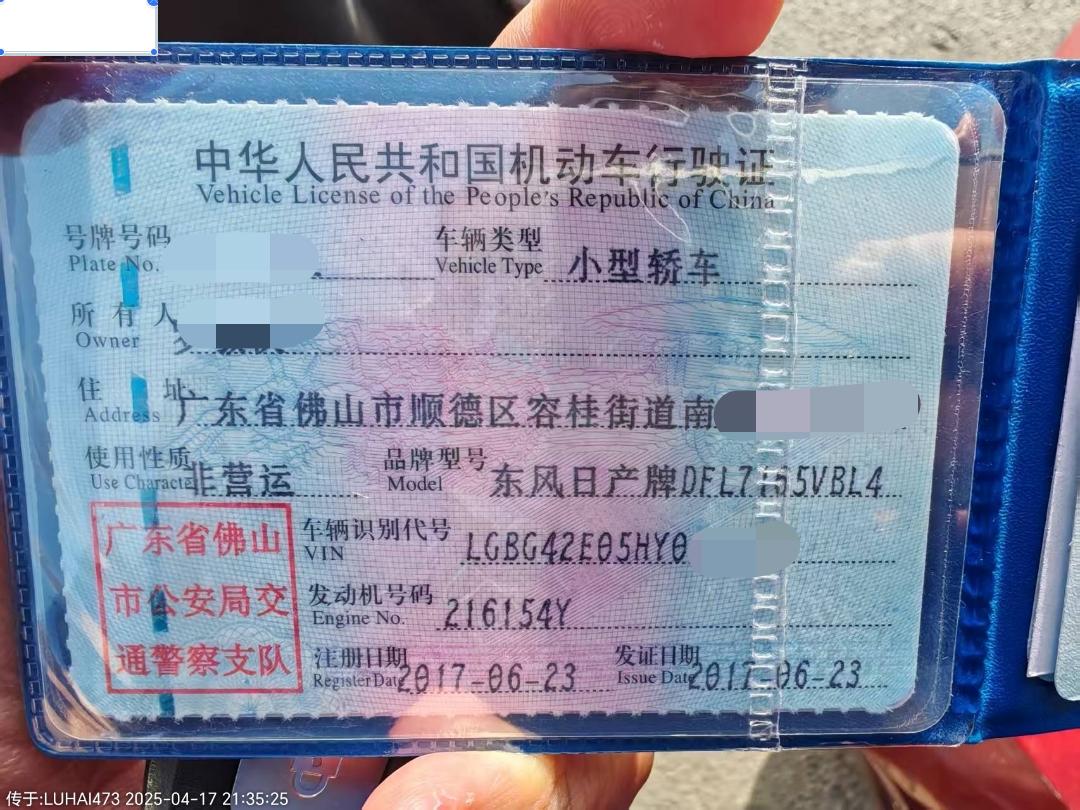 中华人民共和国机动车行驶证
Vehicle License of the People's Republic of China
号牌号码
Plate No.
车辆类型 小型轿车
Vehicle Type
所有人
Owner
住址 广东省佛山市顺德区容桂街道南
Address
使用性质 非营运
Use Characte
品牌型号 东风日产牌DFL7165VBL4
Model
广东省佛山
市公安局交
通警察支队
车辆识别代号 LGBG42E05HY0
VIN
发动机号码 216154Y
Engine No.
注册日期 2017-06-23
Register Date
发证日期 2017-06-23
Issue Date
传于:LUHAI473 2025-04-17 21:35:25